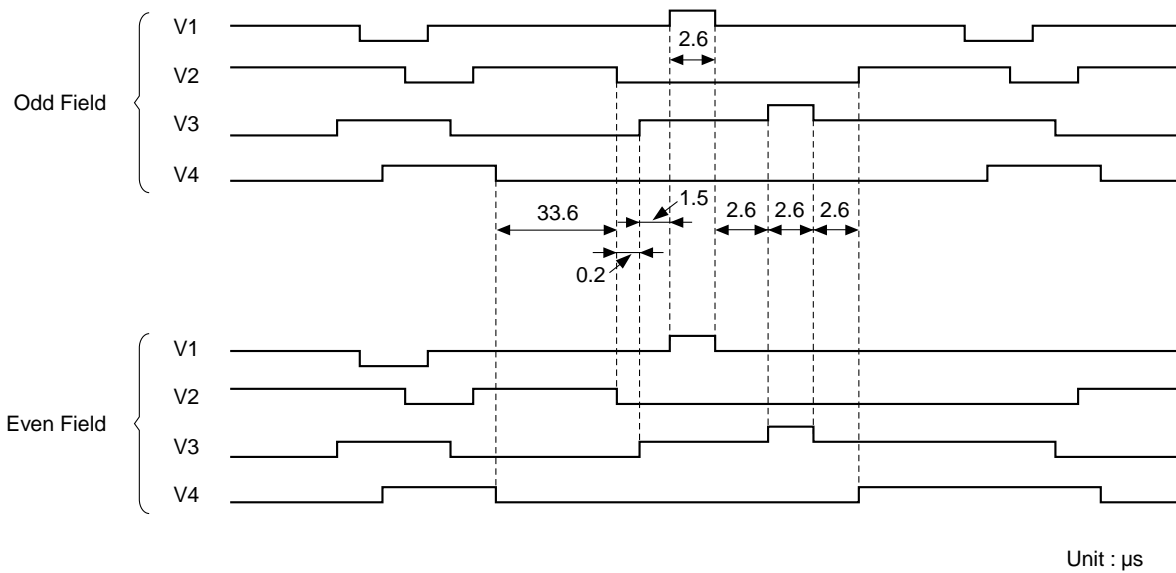 V1
2.6
V2
Odd Field
V3
V4
1.5
33.6
2.6 2.6 2.6
0.2
V1
V2
Even Field
V3
V4
Unit : µs